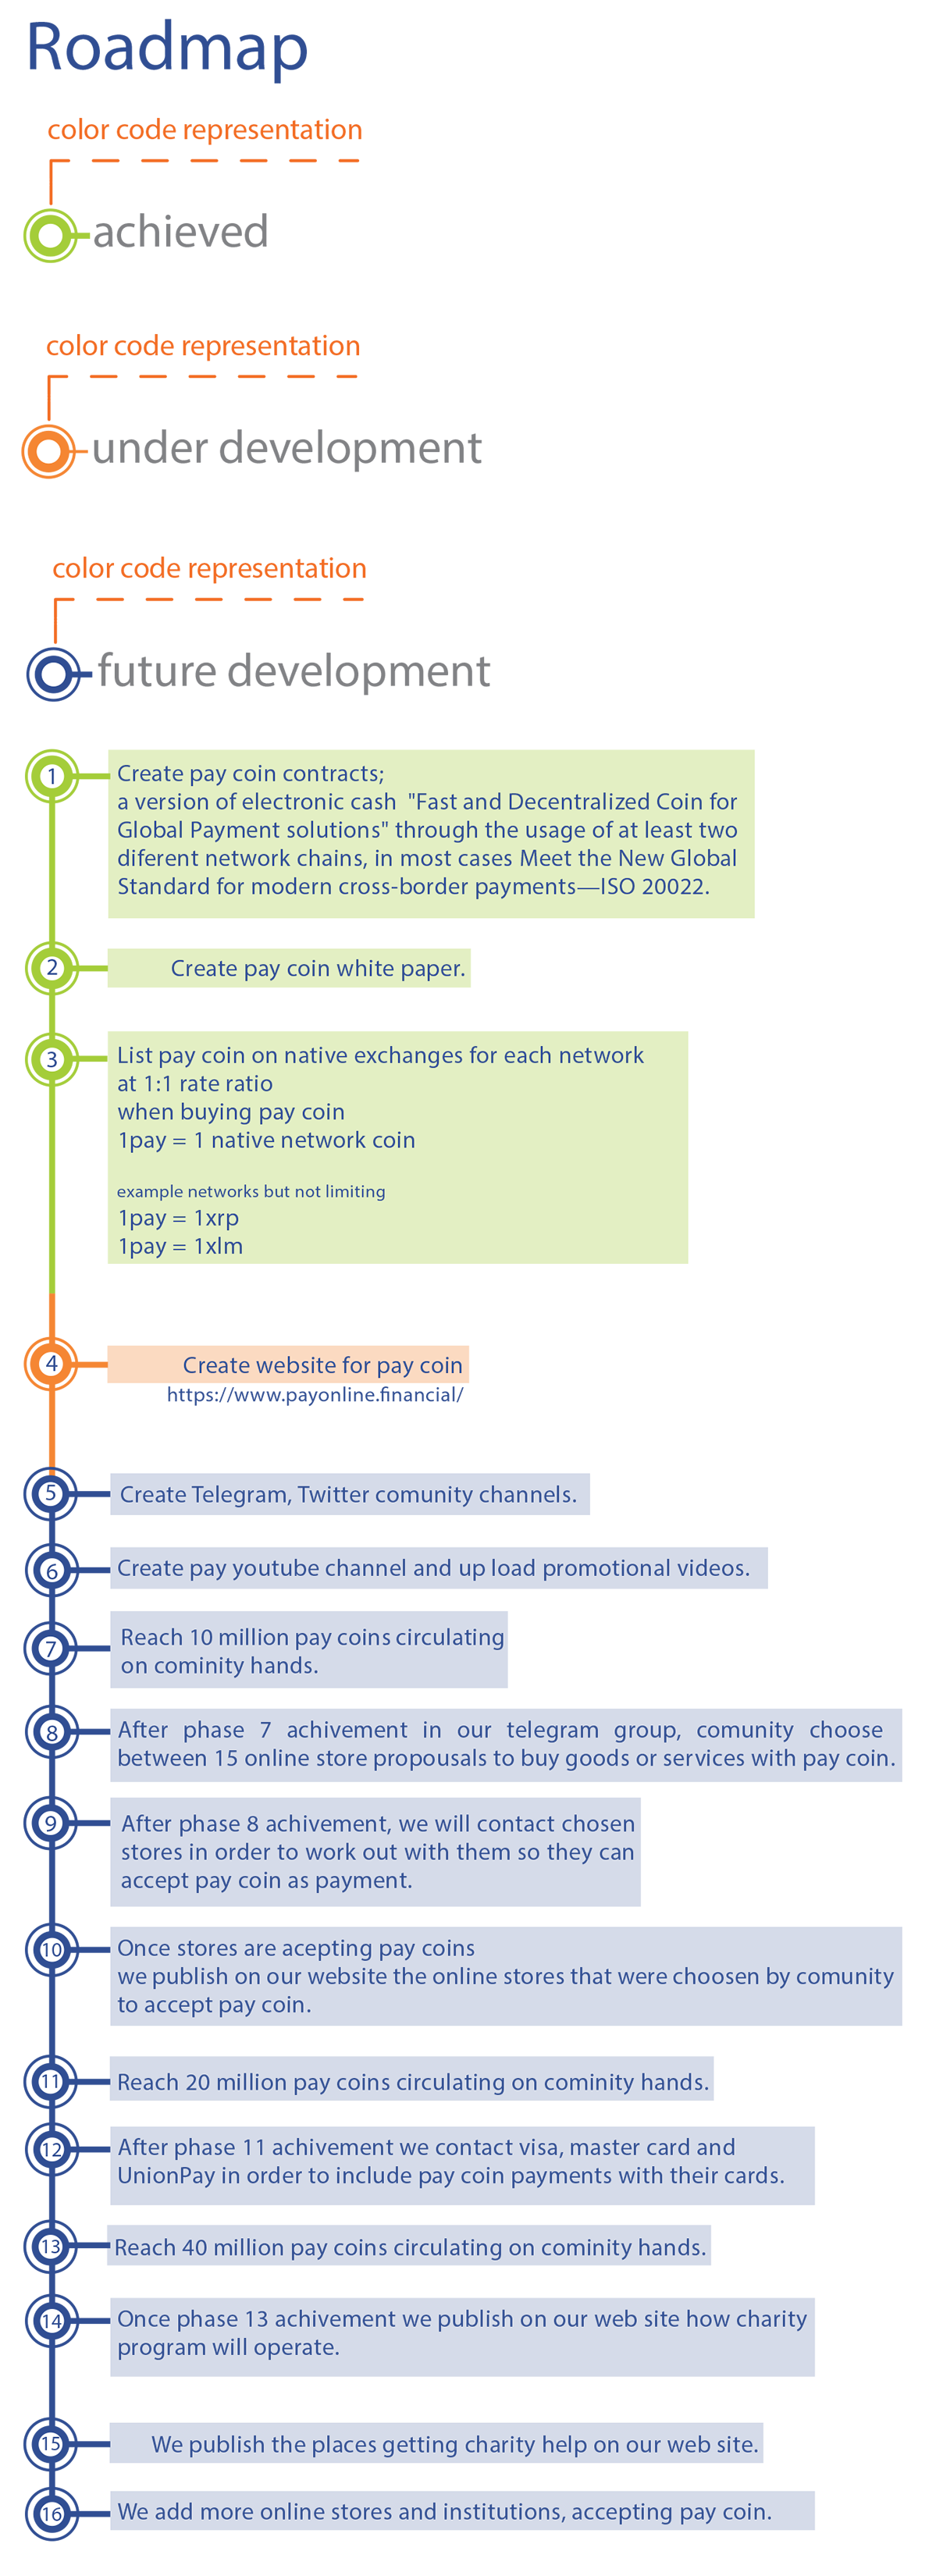 Roadmap
color code representation
achieved
color code representation
under development
color code representation
future development
1
Create pay coin contracts;
a version of electronic cash "Fast and Decentralized Coin for
Global Payment solutions" through the usage of at least two
diferent network chains, in most cases Meet the New Global
Standard for modern cross-border payments—ISO 20022.
2
Create pay coin white paper.
3
List pay coin on native exchanges for each network
at 1:1 rate ratio
when buying pay coin
1pay = 1 native network coin
example networks but not limiting
1pay = 1xrp
1pay = 1xlm
4
Create website for pay coin
https://www.payonline.financial/
5
Create Telegram, Twitter comunity channels.
6
Create pay youtube channel and up load promotional videos.
7
Reach 10 million pay coins circulating
on cominity hands.
8
After phase 7 achivement in our telegram group, comunity choose
between 15 online store propousals to buy goods or services with pay coin.
9
After phase 8 achivement, we will contact chosen
stores in order to work out with them so they can
accept pay coin as payment.
10
Once stores are acepting pay coins
we publish on our website the online stores that were choosen by comunity
to accept pay coin.
11
Reach 20 million pay coins circulating on cominity hands.
12
After phase 11 achivement we contact visa, master card and
UnionPay in order to include pay coin payments with their cards.
13
Reach 40 million pay coins circulating on cominity hands.
14
Once phase 13 achivement we publish on our web site how charity
program will operate.
15
We publish the places getting charity help on our web site.
16
We add more online stores and institutions, accepting pay coin.